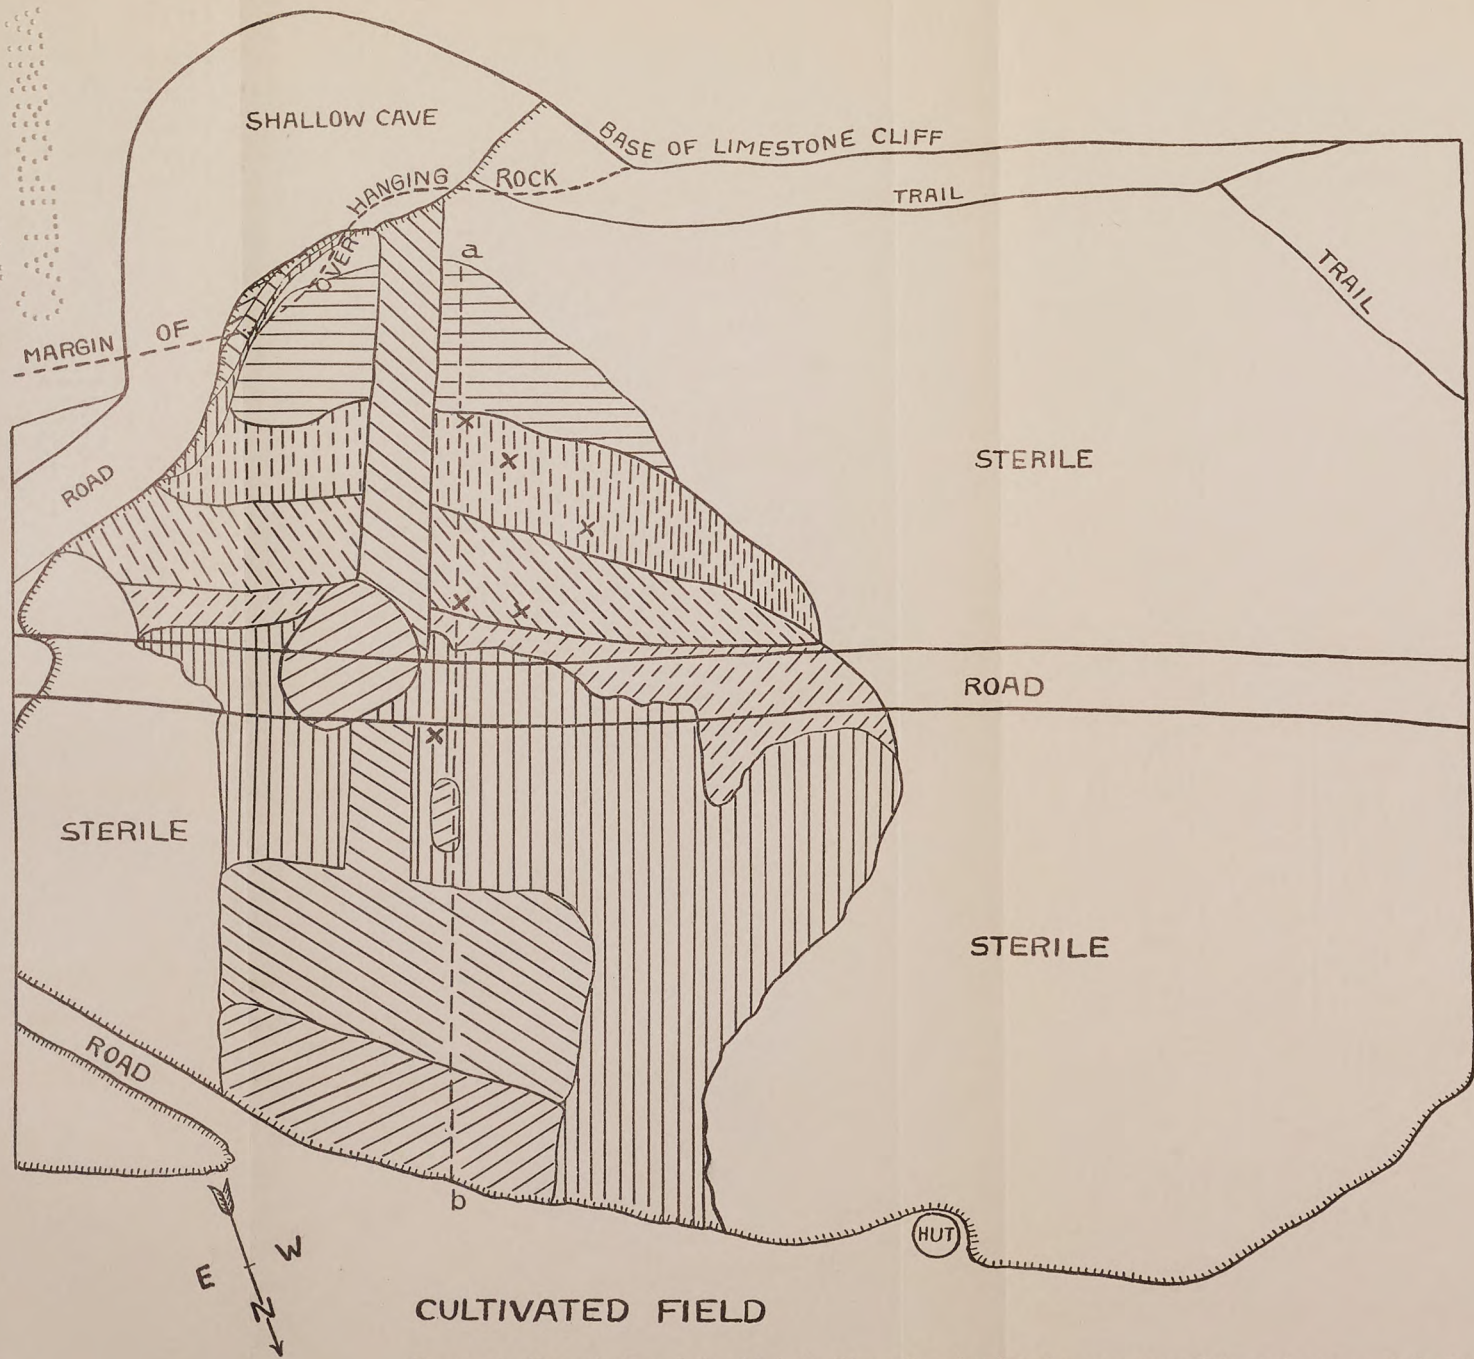 SHALLOW CAVE
BASE OF LIMESTONE CLIFF
MARGIN OF OVER HANGING ROCK
TRAIL
TRAIL
a
x
x
x
x
x
x
STERILE
ROAD
ROAD
STERILE
STERILE
ROAD
b
HUT
E W
N
CULTIVATED FIELD